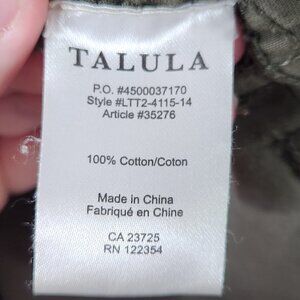 TALULA
P.O. #4500037170
Style #LTT2-4115-14
Article #35276
100% Cotton/Coton
Made in China
Fabriqué en Chine
CA 23725
RN 122354